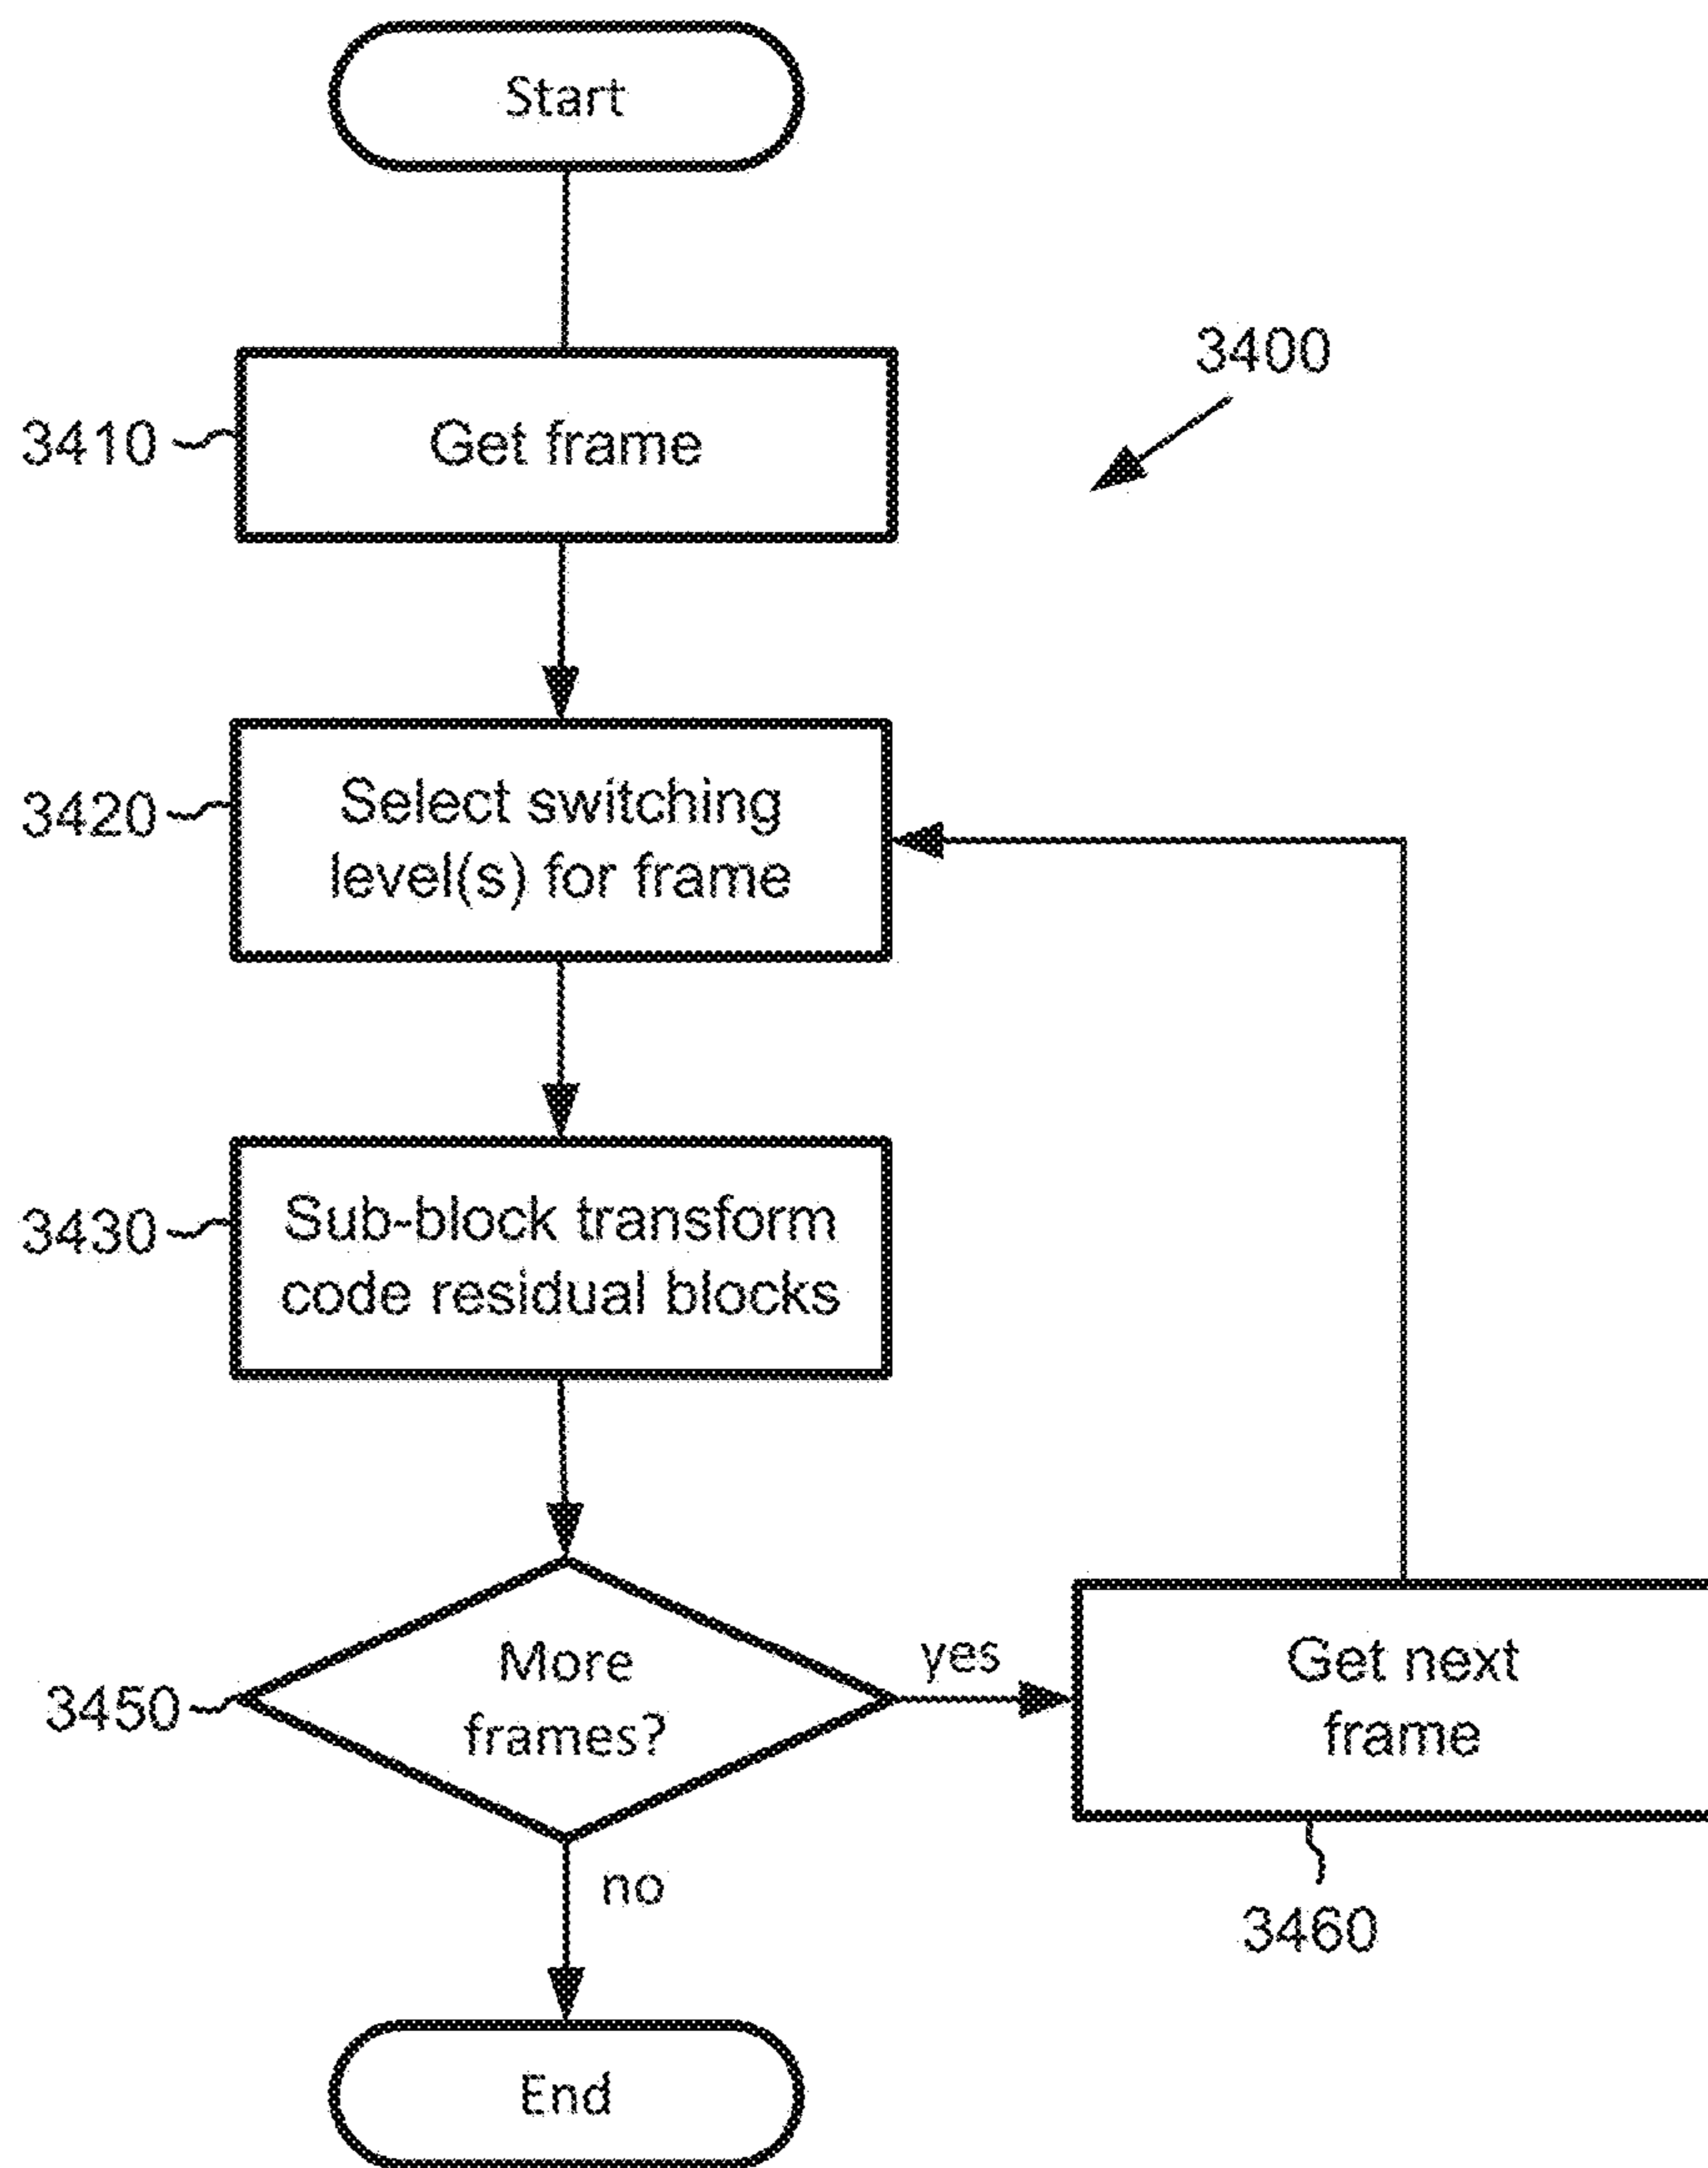 Start
3400
3410
Get frame
3420
Select switching
level(s) for frame
3430
Sub-block transform
code residual blocks
3450
More
frames?
yes
Get next
frame
3460
no
End